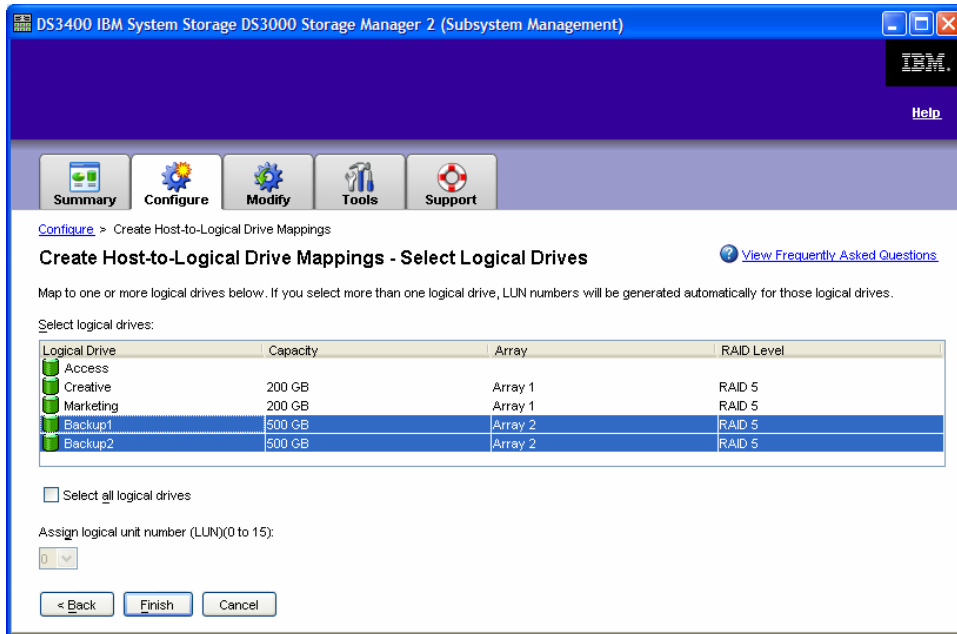 DS3400 IBM System Storage DS3000 Storage Manager 2 (Subsystem Management)
IBM.
Help
Summary Configure Modify Tools Support
Configure > Create Host-to-Logical Drive Mappings
Create Host-to-Logical Drive Mappings - Select Logical Drives
View Frequently Asked Questions
Map to one or more logical drives below. If you select more than one logical drive, LUN numbers will be generated automatically for those logical drives.
Select logical drives:
Logical Drive Capacity Array RAID Level
Access
Creative 200 GB Array 1 RAID 5
Marketing 200 GB Array 1 RAID 5
Backup1 500 GB Array 2 RAID 5
Backup2 500 GB Array 2 RAID 5
Select all logical drives
Assign logical unit number (LUN)(0 to 15):
0
< Back Finish Cancel